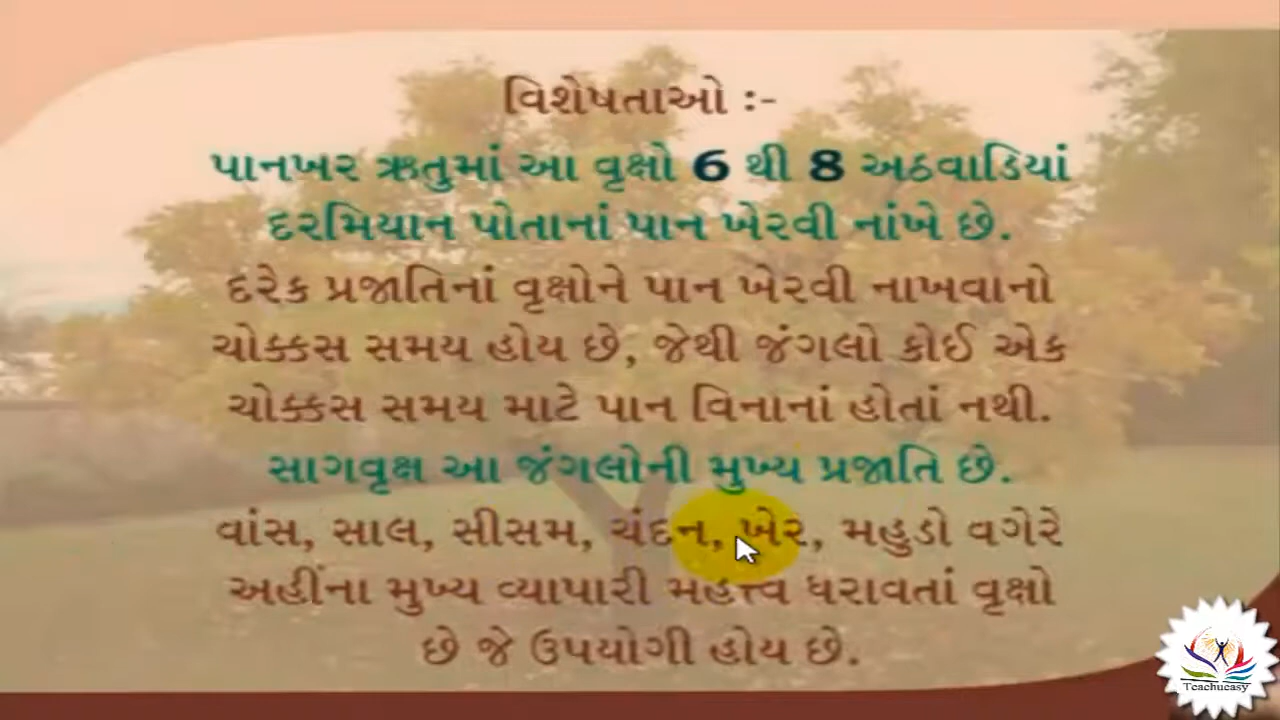 વિશેષતાઓ :-
પાનખર ઋતુમાં આ વૃક્ષો 6 થી 8 અઠવાડિયાં
દરમિયાન પોતાનાં પાન ખેરવી નાંખે છે.
દરેક પ્રજાતિનાં વૃક્ષોને પાન ખેરવી નાખવાનો
ચોક્કસ સમય હોય છે, જેથી જંગલો કોઈ એક
ચોક્કસ સમય માટે પાન વિનાનાં હોતાં નથી.
સાગવૃક્ષ આ જંગલોની મુખ્ય પ્રજાતિ છે.
વાંસ, સાલ, સીસમ, ચંદન, ખેર, મહુડો વગેરે
અહીંના મુખ્ય વ્યાપારી મહત્ત્વ ધરાવતાં વૃક્ષો
છે જે ઉપયોગી હોય છે.
Teachueasy